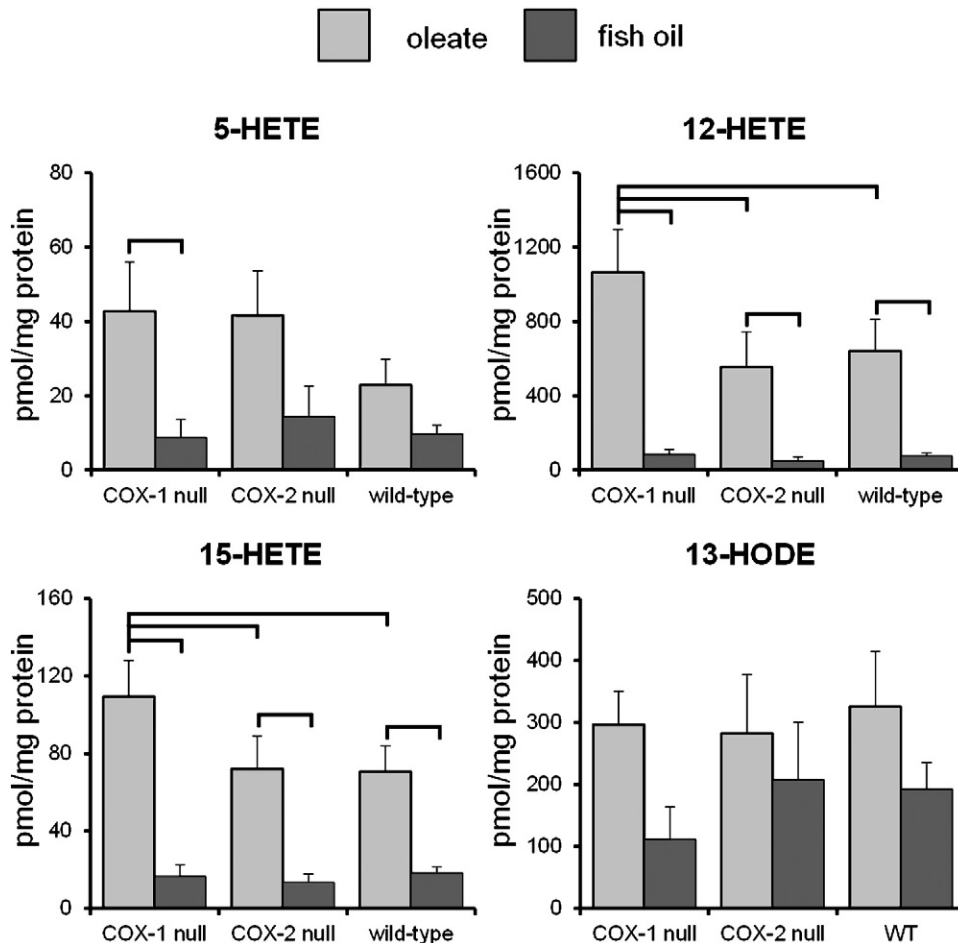 oleate fish oil
5-HETE
pmol/mg protein
80
60
40
20
0
COX-1 null COX-2 null wild-type
12-HETE
pmol/mg protein
1600
1200
800
400
0
COX-1 null COX-2 null wild-type
15-HETE
pmol/mg protein
160
120
80
40
0
COX-1 null COX-2 null wild-type
13-HODE
pmol/mg protein
500
400
300
200
100
0
COX-1 null COX-2 null WT